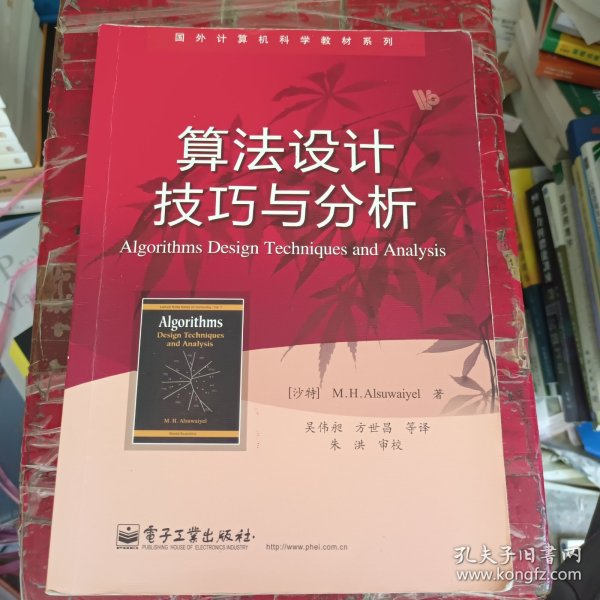 国外计算机科学教材系列
算法设计
技巧与分析
Algorithms Design Techniques and Analysis
Algorithms
Design Techniques
and Analysis
M. H. Alsuwaiyel
[沙特] M.H.Alsuwaiyel 著
吴伟昶 方世昌 等译
朱 洪 审校
電子工業出版社.
PUBLISHING HOUSE OF ELECTRONICS INDUSTRY
http://www.phei.com.cn
孔夫子旧书网
www.kongfz.com